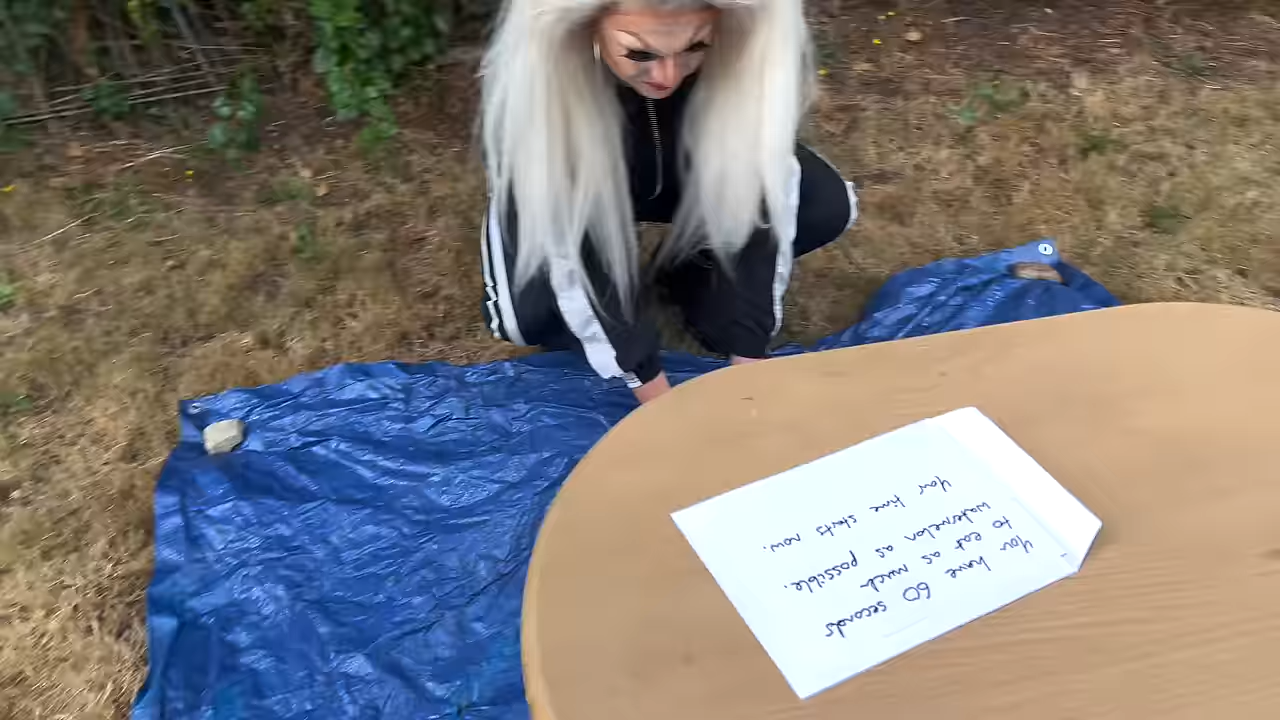 You have 60 seconds
to eat as much
watermelon as possible.
Your time starts now.